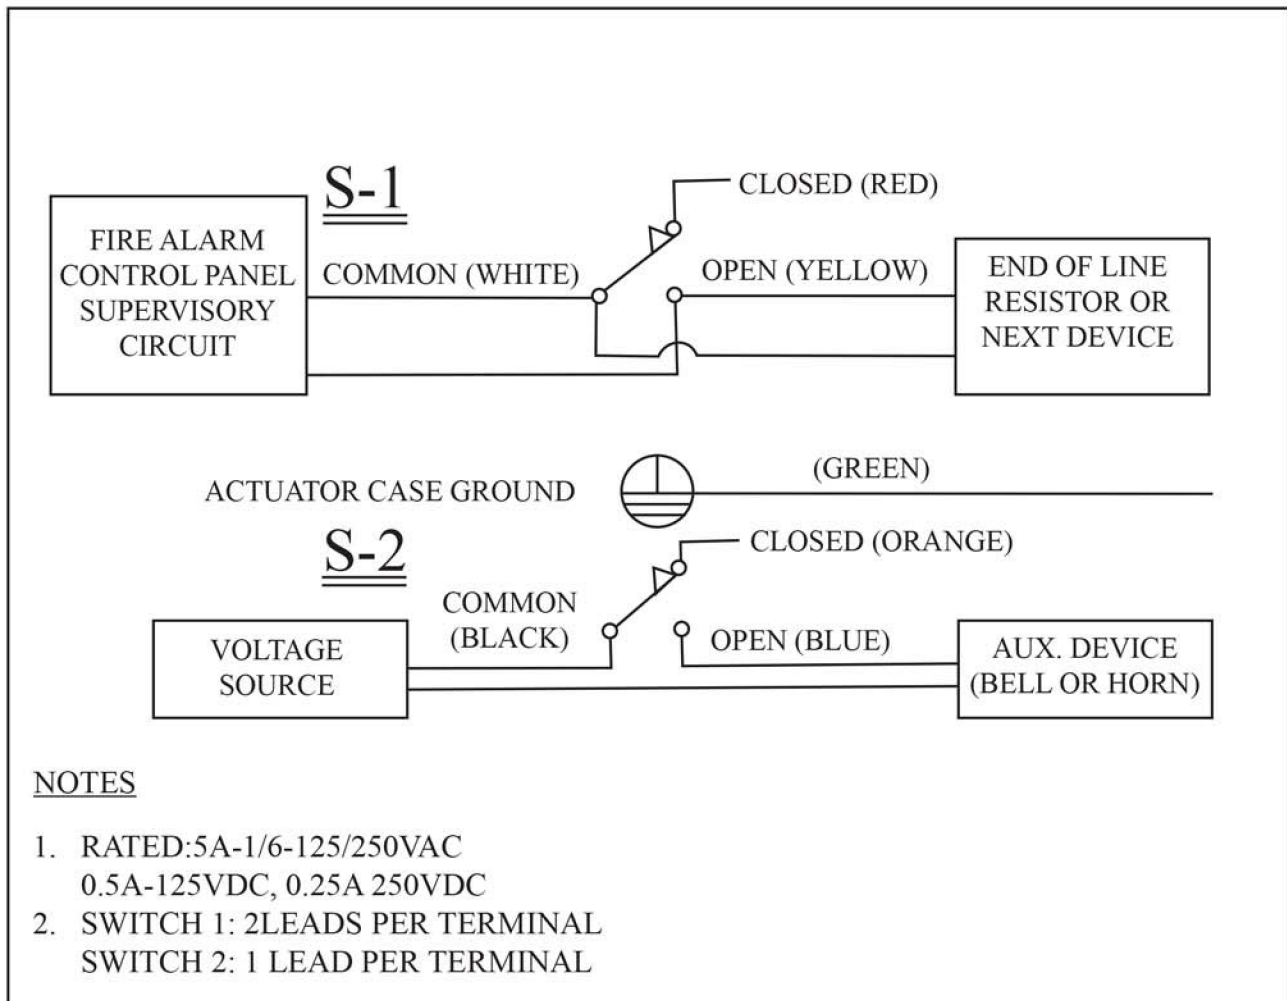 S-1
CLOSED (RED)
FIRE ALARM
CONTROL PANEL
SUPERVISORY
CIRCUIT
COMMON (WHITE)
OPEN (YELLOW)
END OF LINE
RESISTOR OR
NEXT DEVICE
ACTUATOR CASE GROUND
(GREEN)
S-2
CLOSED (ORANGE)
COMMON
(BLACK)
VOLTAGE
SOURCE
OPEN (BLUE)
AUX. DEVICE
(BELL OR HORN)
NOTES
1. RATED:5A-1/6-125/250VAC
0.5A-125VDC, 0.25A 250VDC
2. SWITCH 1: 2LEADS PER TERMINAL
SWITCH 2: 1 LEAD PER TERMINAL